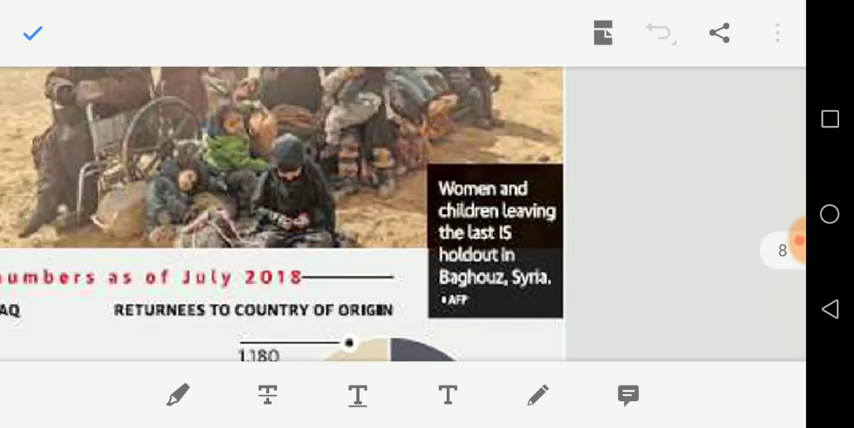 Women and
children leaving
the last IS
holdout in
Baghouz, Syria.
• AFP
umbers as of July 2018
AQ
RETURNEES TO COUNTRY OF ORIGIN
1,180
8
T
T
T